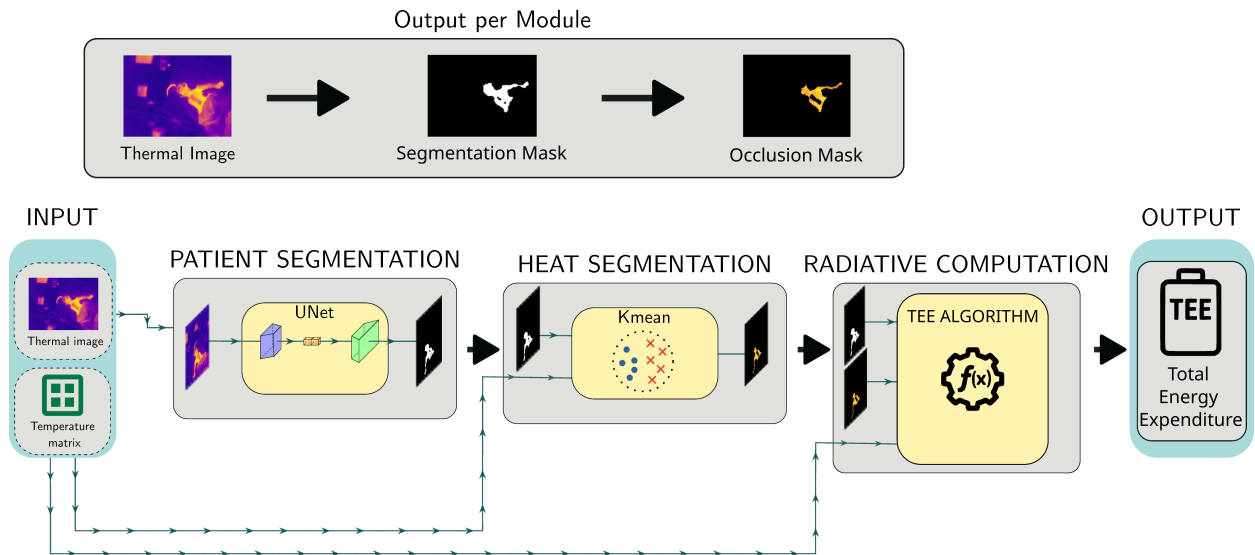 Output per Module
Thermal Image
Segmentation Mask
Occlusion Mask
INPUT
OUTPUT
PATIENT SEGMENTATION
HEAT SEGMENTATION
RADIATIVE COMPUTATION
Thermal image
Temperature
matrix
UNet
Kmean
TEE ALGORITHM
f(x)
TEE
Total
Energy
Expenditure